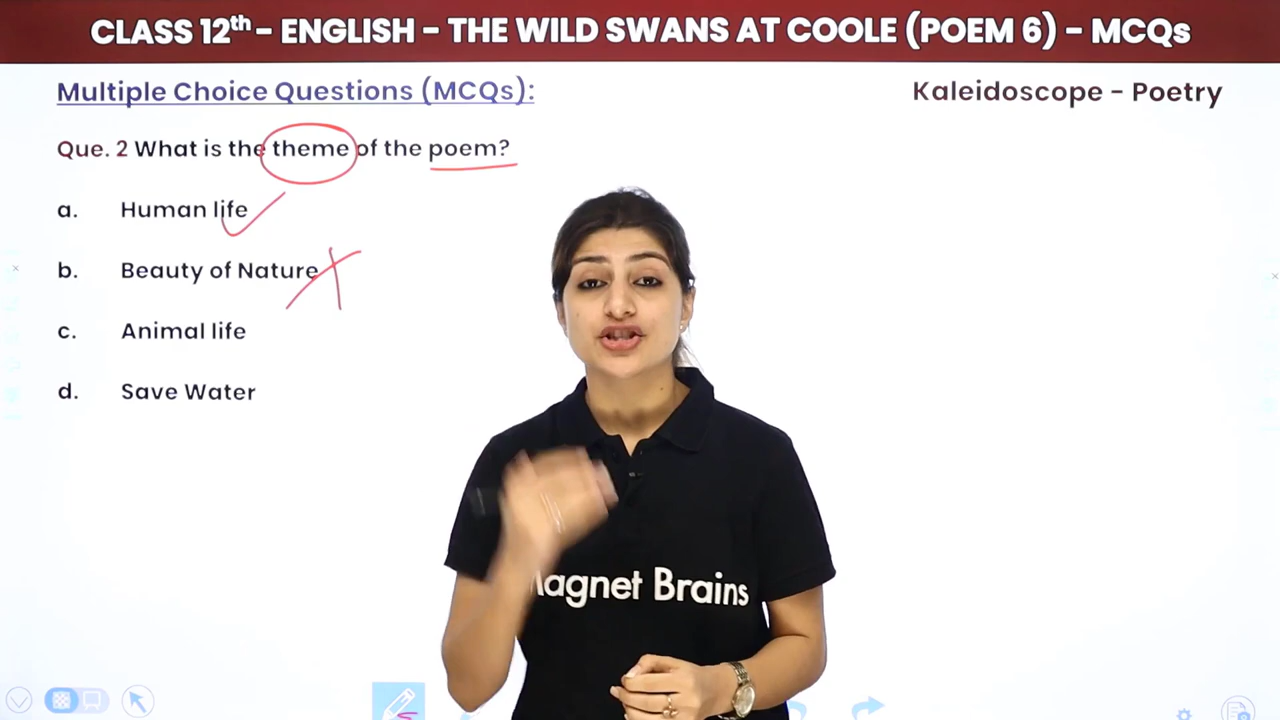 CLASS 12th – ENGLISH – THE WILD SWANS AT COOLE (POEM 6) – MCQs
Multiple Choice Questions (MCQs):
Kaleidoscope - Poetry
Que. 2 What is the theme of the poem?
a. Human life
b. Beauty of Nature
c. Animal life
d. Save Water
Magnet Brains